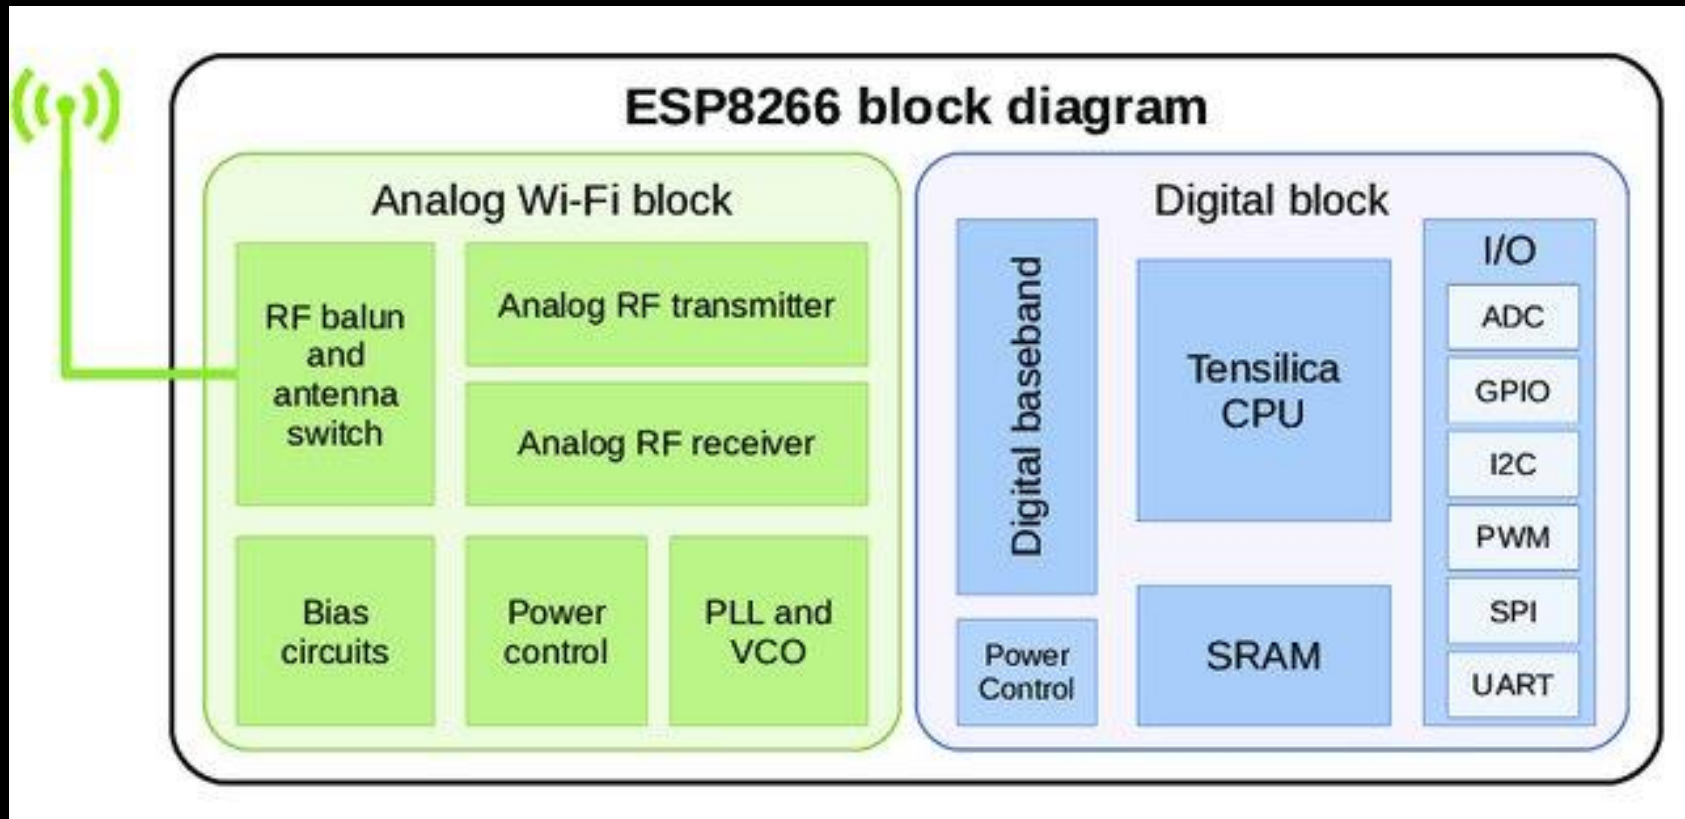 ESP8266 block diagram
Analog Wi-Fi block
RF balun
and
antenna
switch
Analog RF transmitter
Analog RF receiver
Bias
circuits
Power
control
PLL and
VCO
Digital block
Digital baseband
Power
Control
Tensilica
CPU
SRAM
I/O
ADC
GPIO
I2C
PWM
SPI
UART